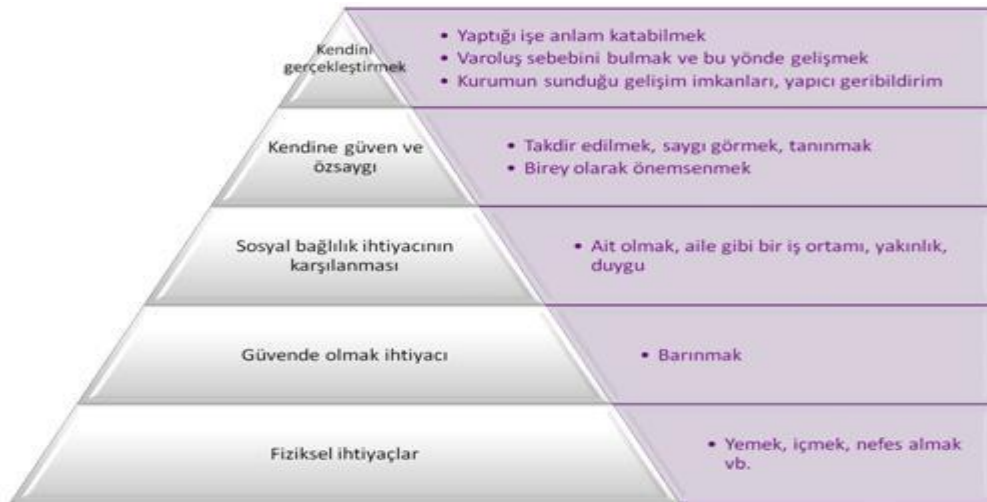 Kendini
gerçekleştirmek
• Yaptığı işe anlam katabilmek
• Varoluş sebebini bulmak ve bu yönde gelişmek
• Kurumun sunduğu gelişim imkanları, yapıcı geribildirim
Kendine güven ve
özsaygı
• Takdir edilmek, saygı görmek, tanınmak
• Birey olarak önemsenmek
Sosyal bağlılık ihtiyacının
karşılanması
• Ait olmak, aile gibi bir iş ortamı, yakınlık,
duygu
Güvende olmak ihtiyacı
• Barınmak
Fiziksel ihtiyaçlar
• Yemek, içmek, nefes almak
vb.